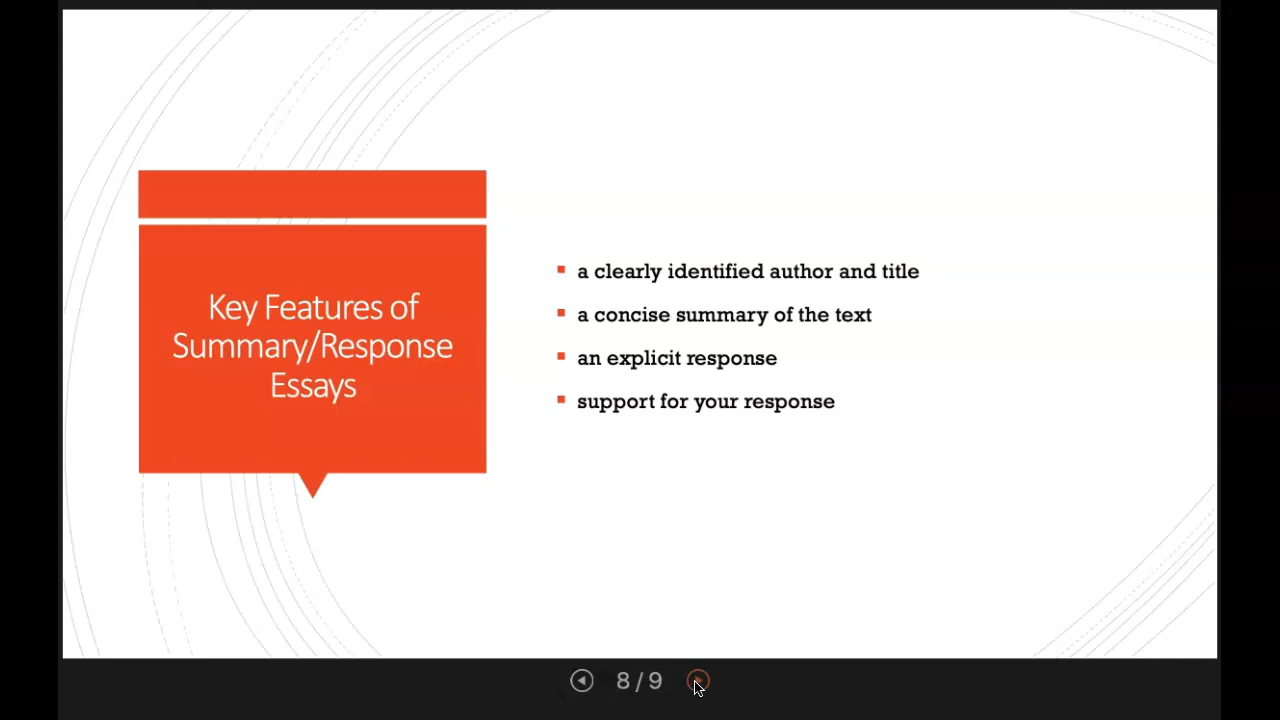 Key Features of
Summary/Response
Essays
a clearly identified author and title
a concise summary of the text
an explicit response
support for your response
8 / 9